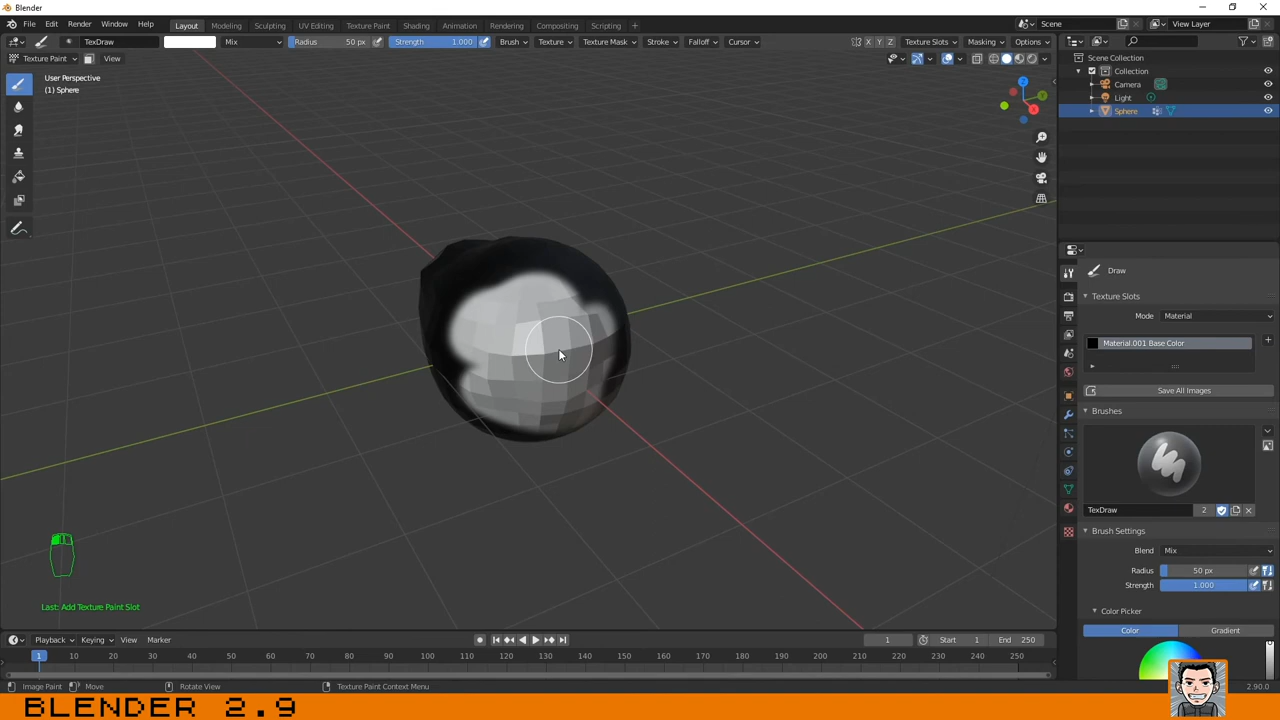 Blender
File Edit Render Window Help Layout Modeling Sculpting UV Editing Texture Paint Shading Animation Rendering Compositing Scripting + Scene View Layer
TexDraw Mix Radius 50 px Strength 1.000 Brush Texture Texture Mask Stroke Falloff Cursor X Y Z Texture Slots Masking Options
Texture Paint View
User Perspective
(1) Sphere
Z
Y
X
Scene Collection
Collection
Camera
Light
Sphere
Draw
Texture Slots
Mode Material
Material.001 Base Color
Save All Images
Brushes
TexDraw 2
Brush Settings
Blend Mix
Radius 50 px
Strength 1.000
Color Picker
Color Gradient
Last: Add Texture Paint Slot
Playback Keying View Marker 1 Start 1 End 250
1 10 20 30 40 50 60 70 80 90 100 110 120 130 140 150 160 170 180 190 200 210 220 230 240 250
Image Paint Move Rotate View Texture Paint Context Menu 2.90.0
BLENDER 2.9